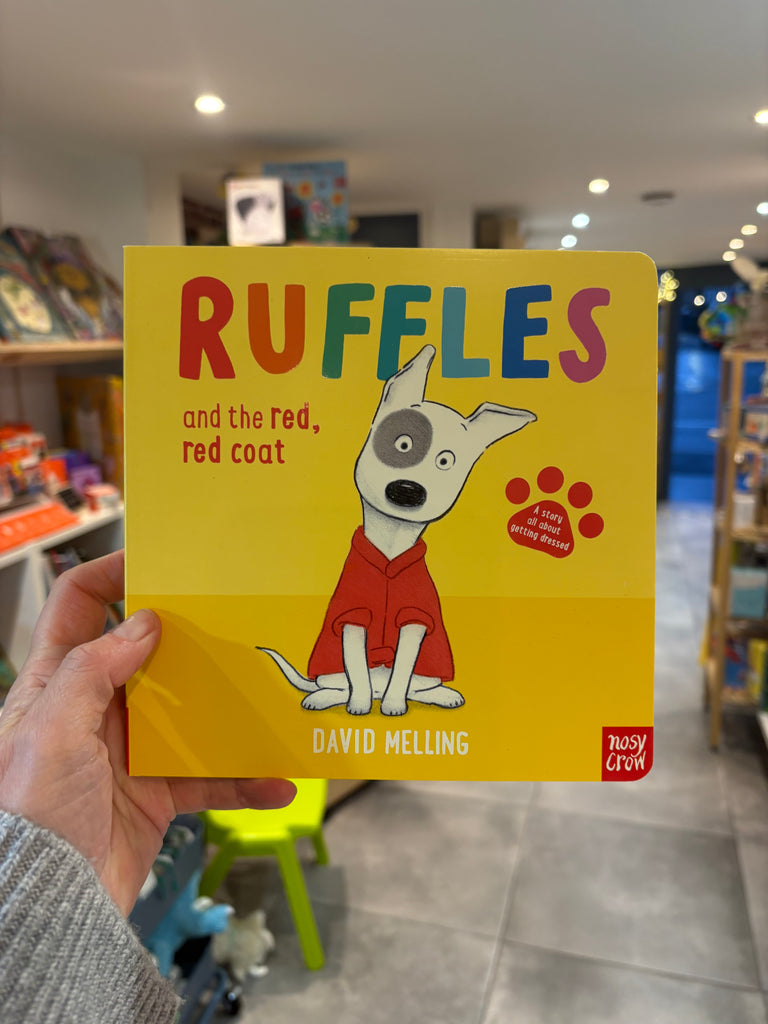 RUFFLES
and the red,
red coat
A story
all about
getting dressed
DAVID MELLING
nosy
crow